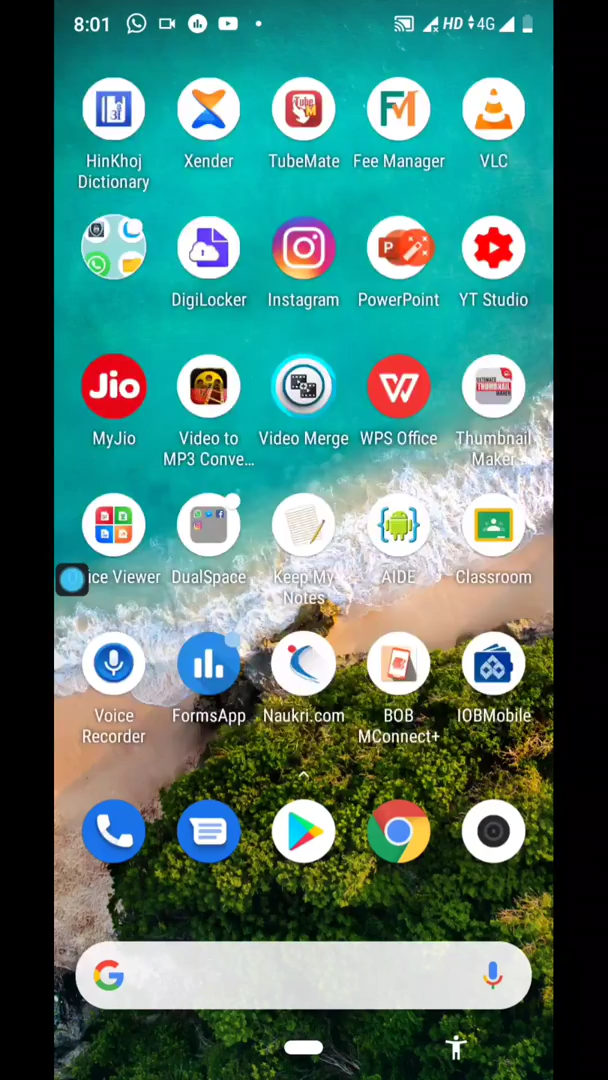 8:01
HD 4G
HinKhoj
Dictionary
Xender
TubeMate
Fee Manager
VLC
DigiLocker
Instagram
PowerPoint
YT Studio
Jio
MyJio
Video to
MP3 Conve...
Video Merge
WPS Office
Thumbnail
Maker
ice Viewer
DualSpace
Keep My
Notes
AIDE
Classroom
Voice
Recorder
FormsApp
Naukri.com
BOB
MConnect+
IOBMobile